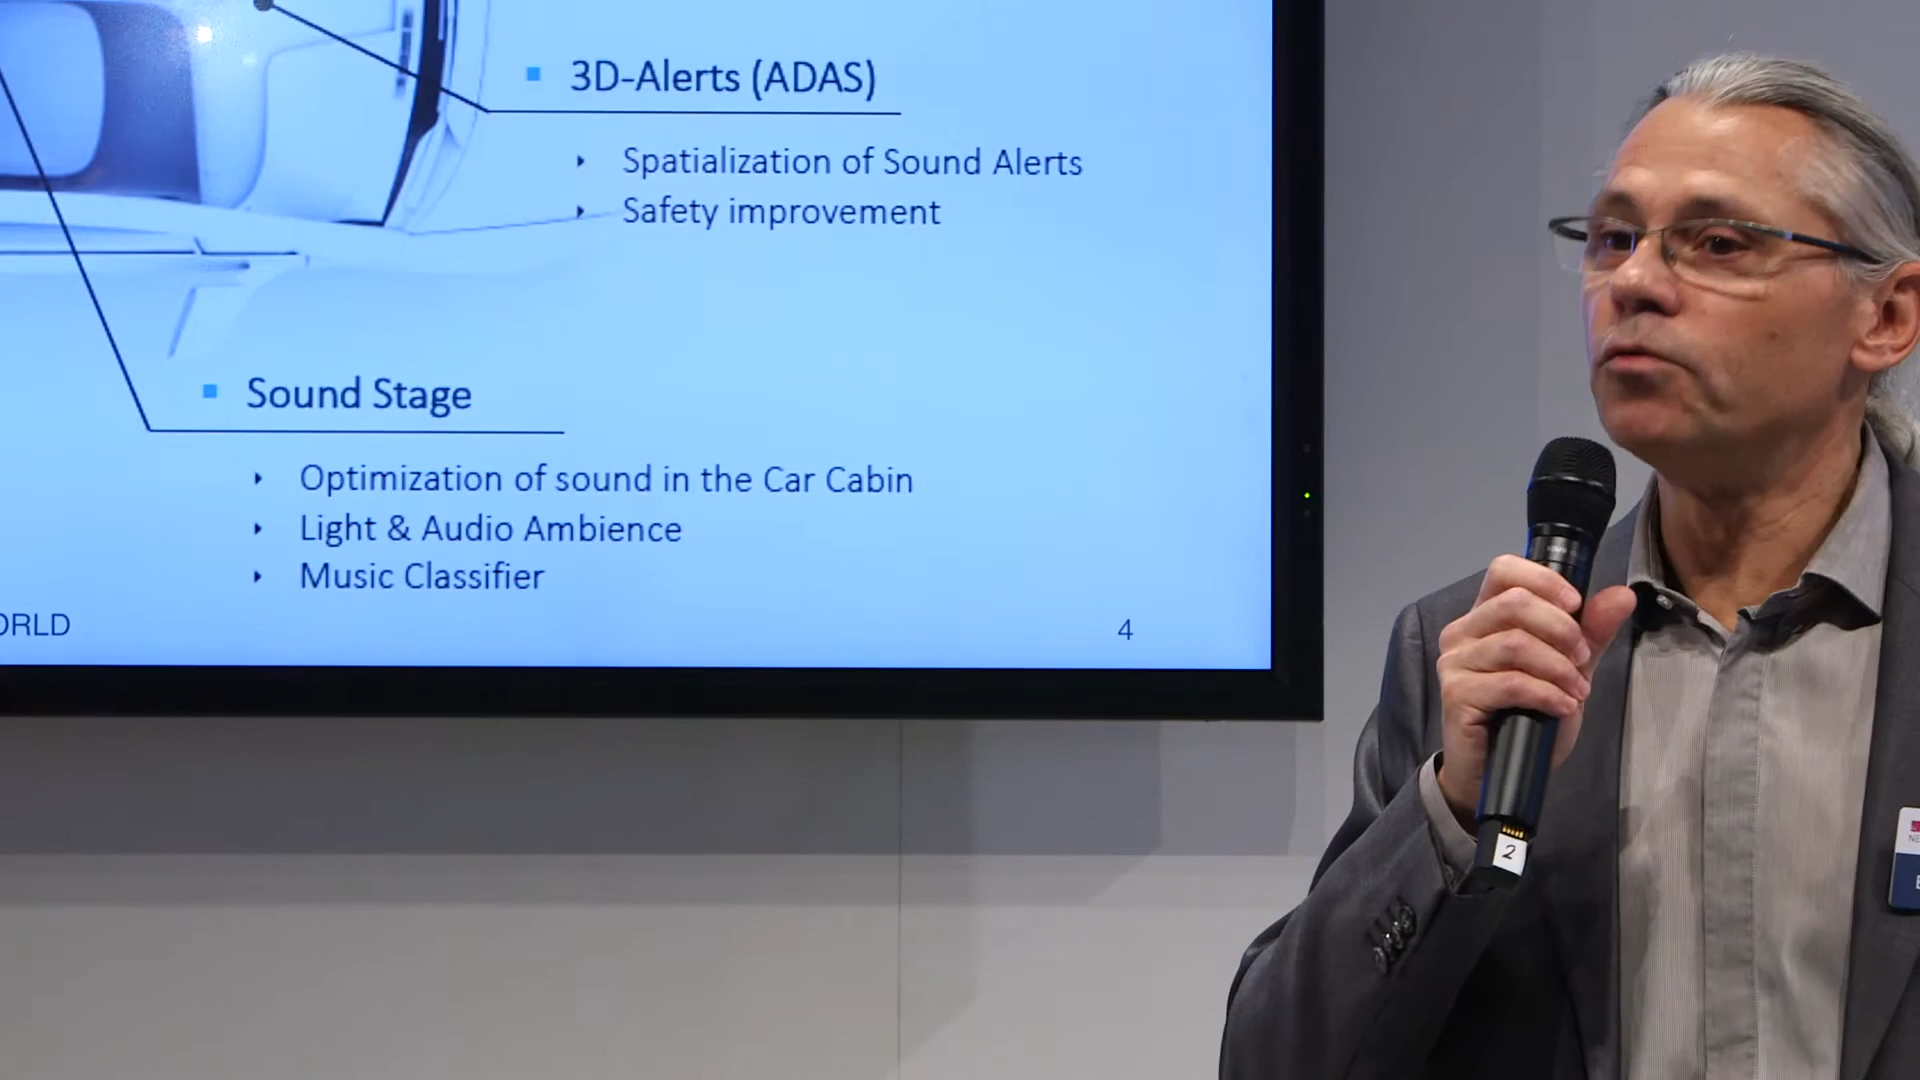 3D-Alerts (ADAS)
Spatialization of Sound Alerts
Safety improvement
Sound Stage
Optimization of sound in the Car Cabin
Light & Audio Ambience
Music Classifier
ORLD
4
2
NE